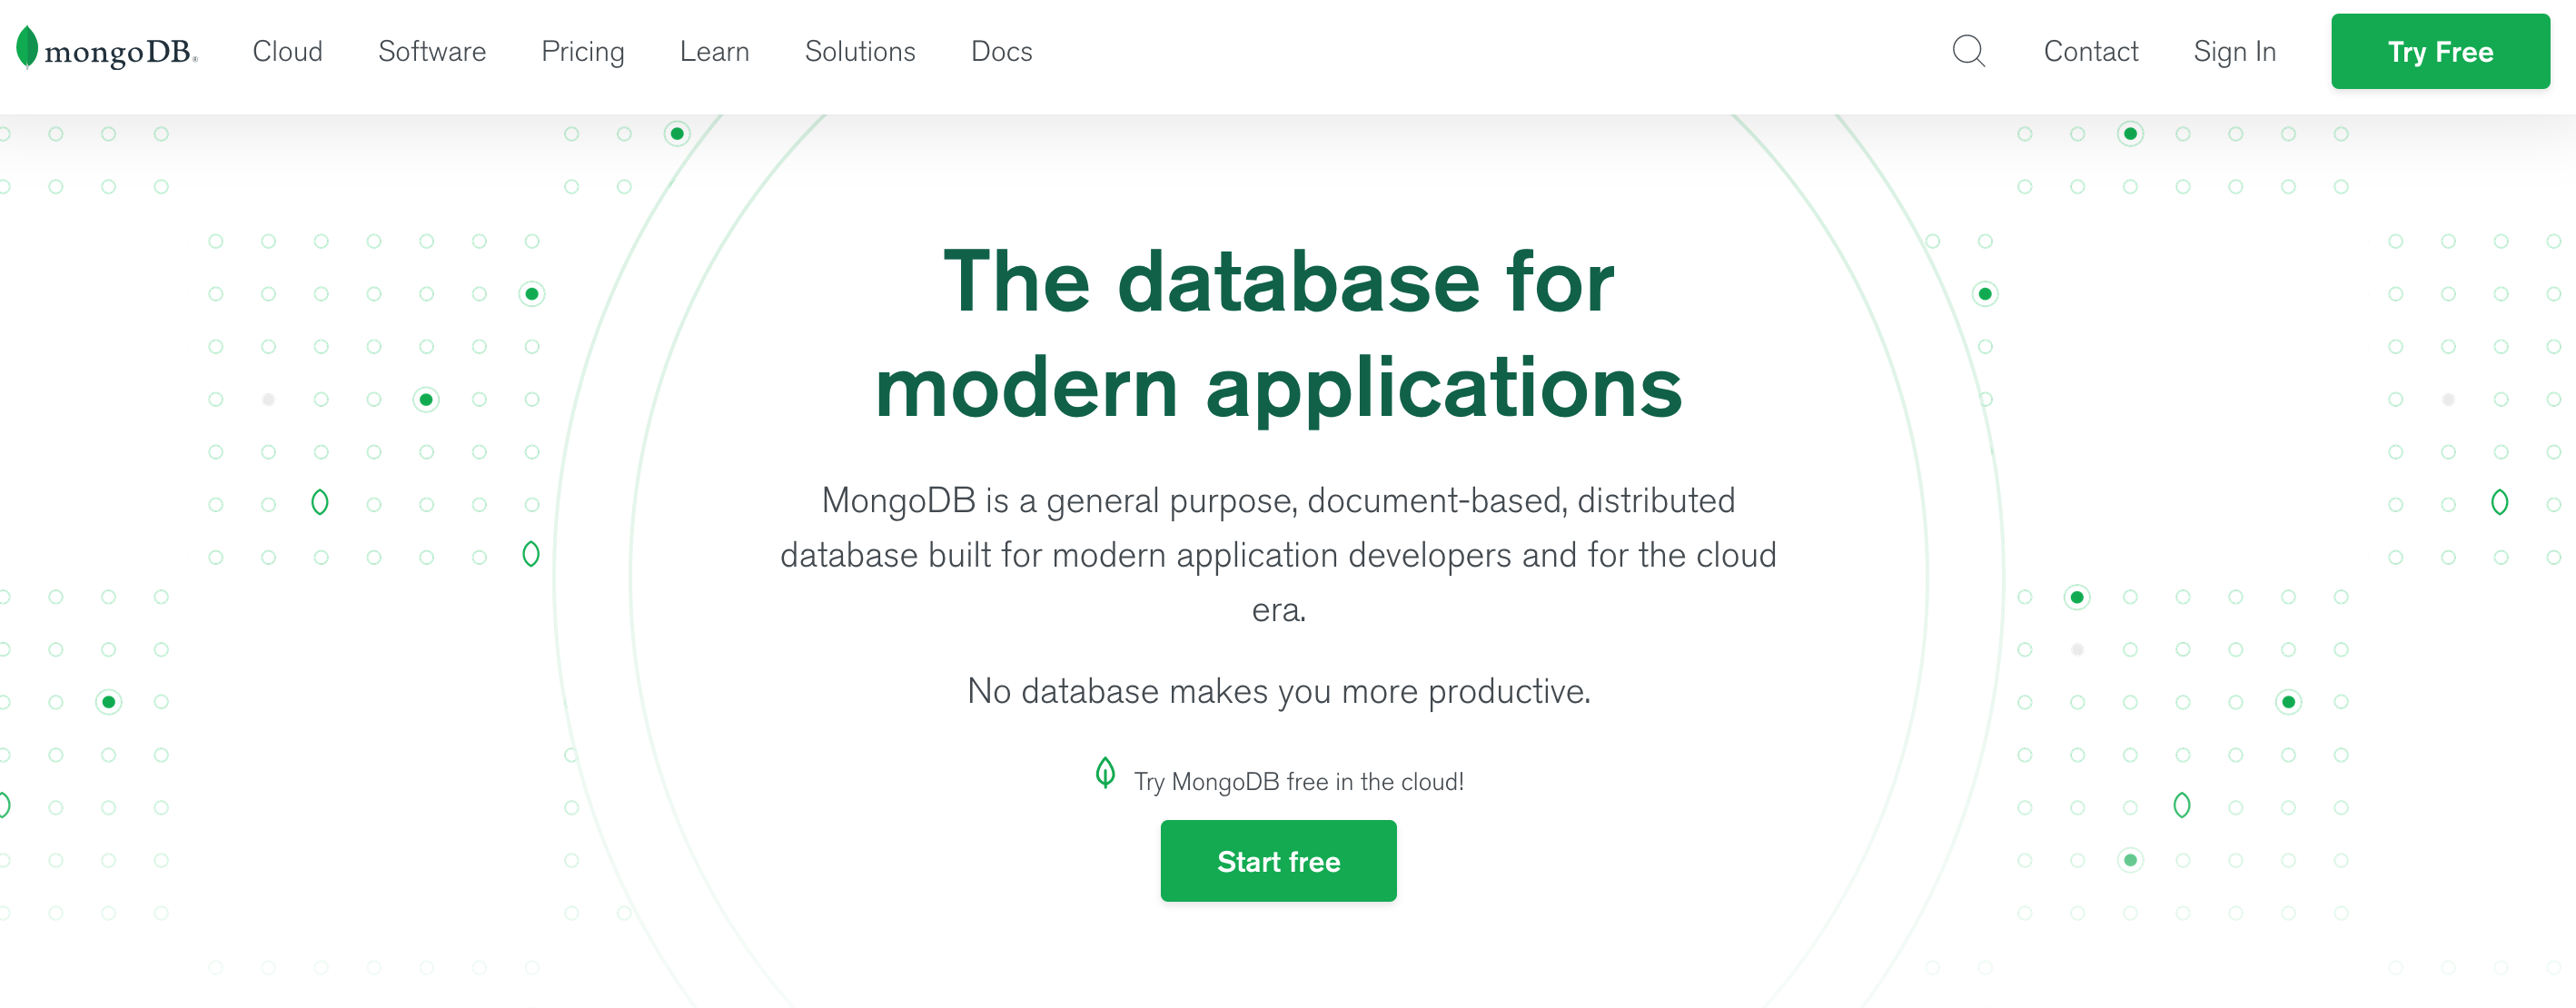 mongoDB®
Cloud Software Pricing Learn Solutions Docs
Contact Sign In Try Free
The database for
modern applications
MongoDB is a general purpose, document-based, distributed
database built for modern application developers and for the cloud
era.
No database makes you more productive.
Try MongoDB free in the cloud!
Start free